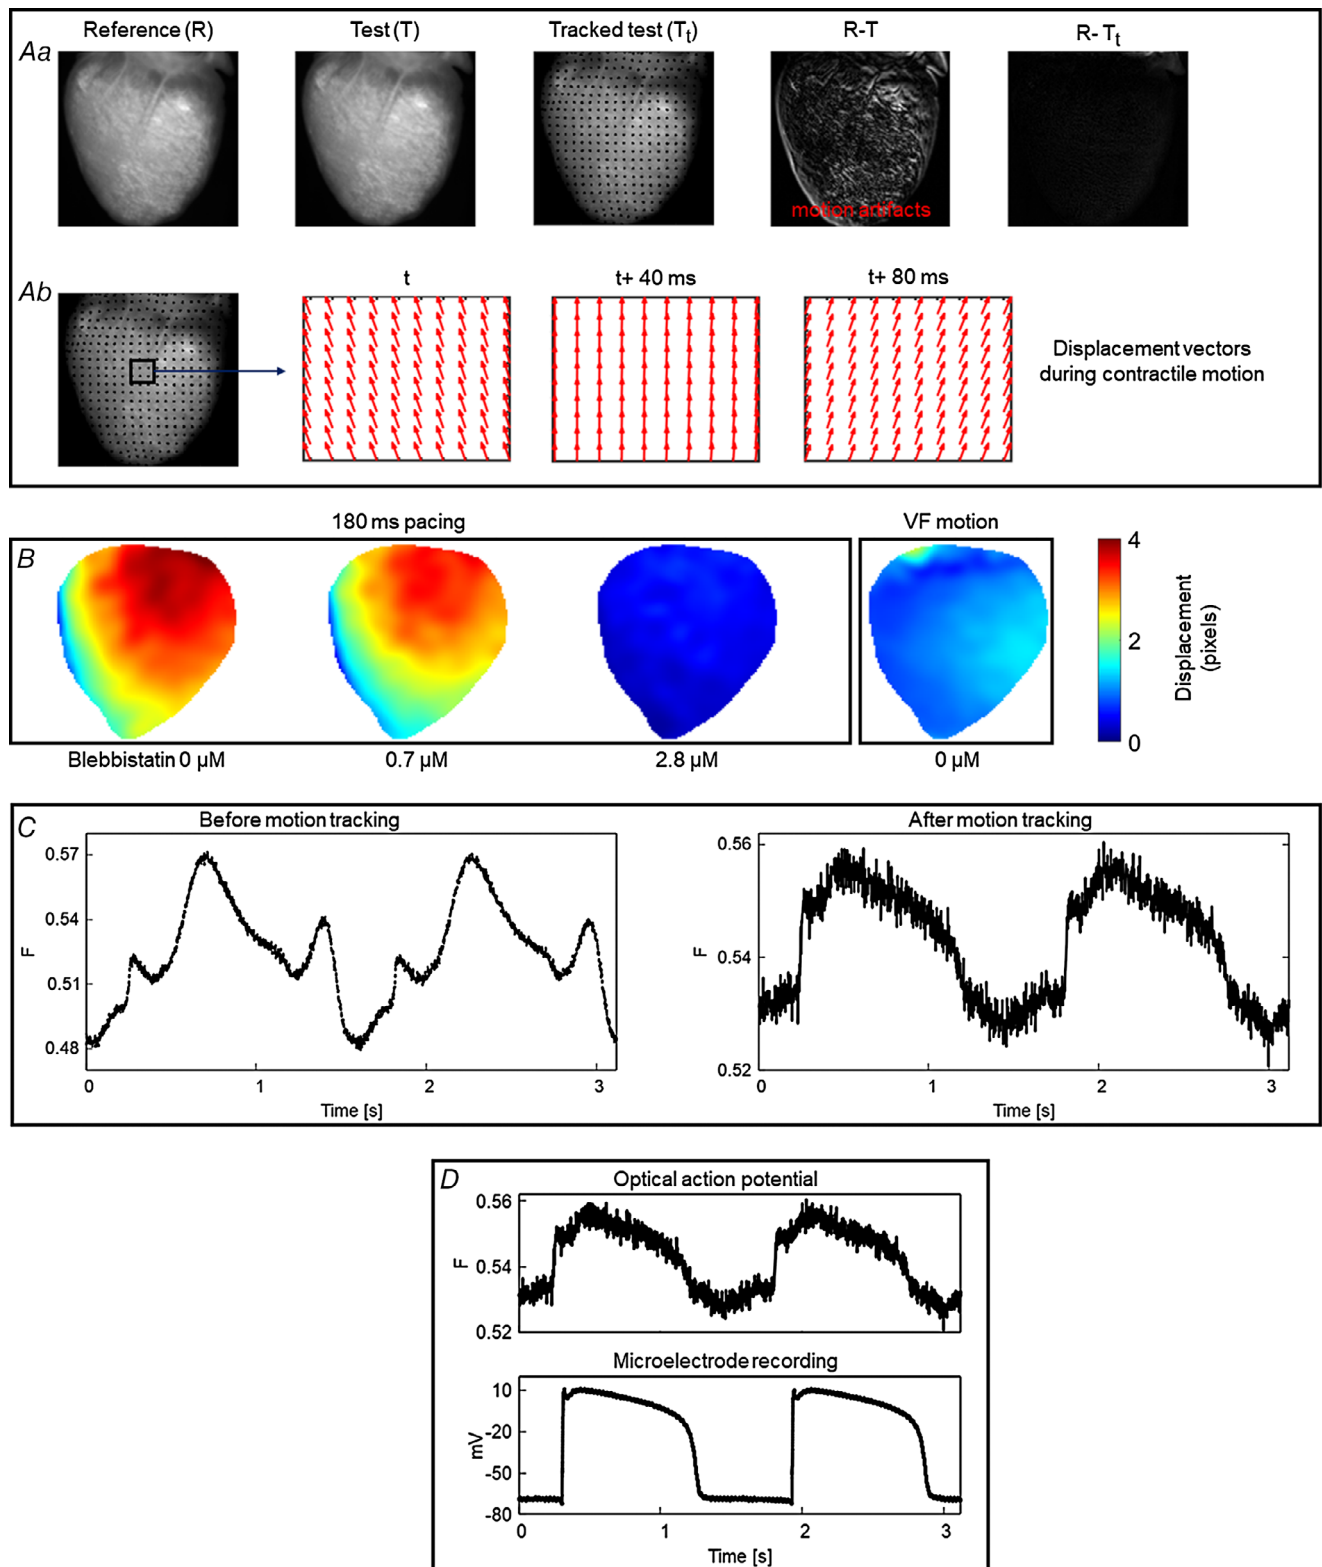 Aa
Reference (R)
Test (T)
Tracked test (Tt)
R-T
R- Tt
motion artifacts
Ab
t
t+ 40 ms
t+ 80 ms
Displacement vectors
during contractile motion
180 ms pacing
VF motion
B
4
2
0
Displacement
(pixels)
Blebbistatin 0 µM
0.7 µM
2.8 µM
0 µM
C
Before motion tracking
0.57
0.54
0.51
0.48
F
0
1
2
3
Time [s]
After motion tracking
0.56
0.54
0.52
F
0
1
2
3
Time [s]
D
Optical action potential
0.56
0.54
0.52
F
Microelectrode recording
10
-20
-50
-80
mV
0
1
2
3
Time [s]